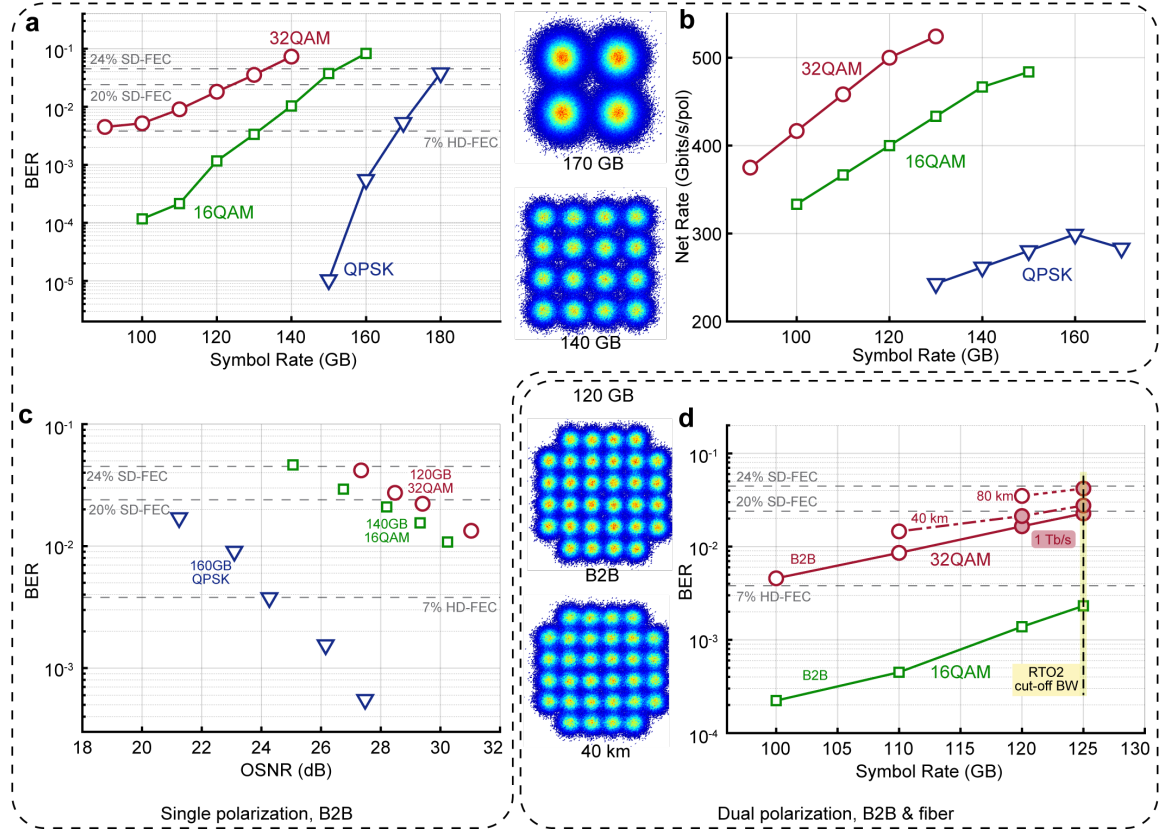 a
BER
10-1
10-2
10-3
10-4
10-5
24% SD-FEC
20% SD-FEC
7% HD-FEC
32QAM
16QAM
QPSK
100 120 140 160 180
Symbol Rate (GB)
170 GB
140 GB
b
Net Rate (Gbits/s/pol)
500
400
300
200
32QAM
16QAM
QPSK
100 120 140 160
Symbol Rate (GB)
c
BER
10-1
10-2
10-3
24% SD-FEC
20% SD-FEC
7% HD-FEC
120GB
32QAM
140GB
16QAM
160GB
QPSK
18 20 22 24 26 28 30 32
OSNR (dB)
Single polarization, B2B
120 GB
B2B
40 km
d
BER
10-1
10-2
10-3
10-4
24% SD-FEC
20% SD-FEC
7% HD-FEC
80 km
40 km
1 Tb/s
B2B
32QAM
B2B
16QAM
RTO2
cut-off BW
100 105 110 115 120 125 130
Symbol Rate (GB)
Dual polarization, B2B & fiber